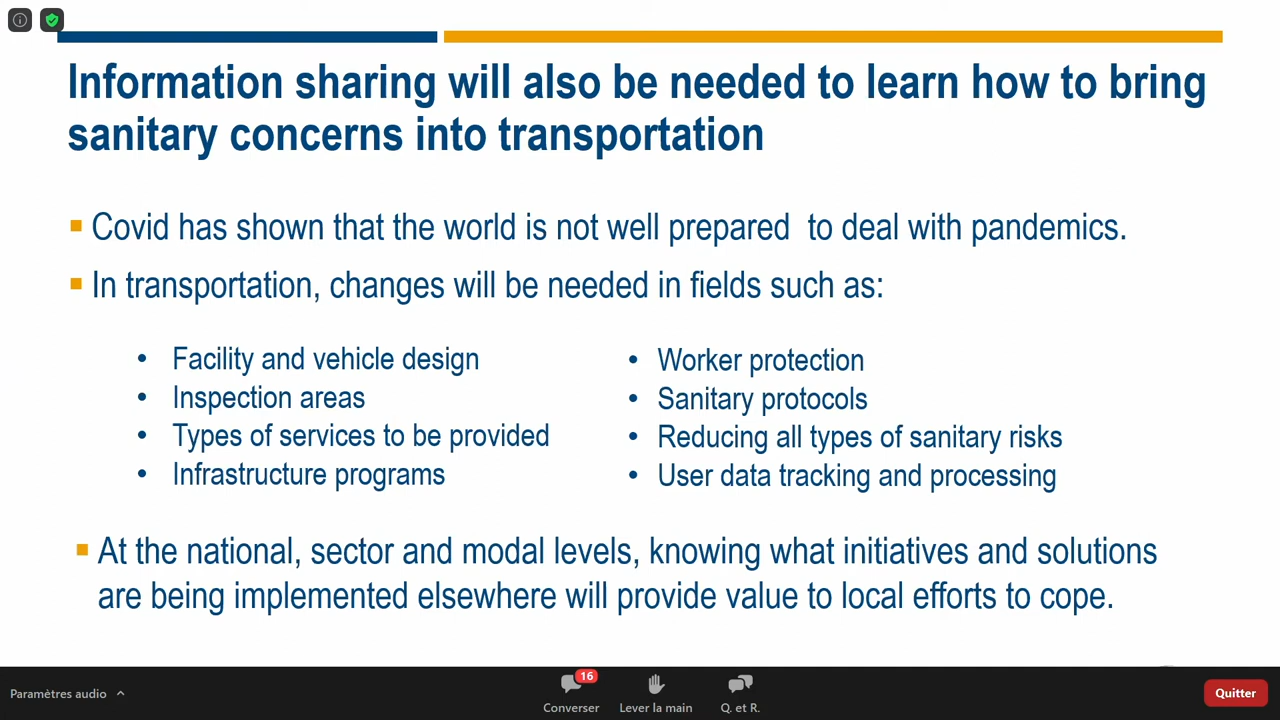 Information sharing will also be needed to learn how to bring
sanitary concerns into transportation
Covid has shown that the world is not well prepared  to deal with pandemics.
In transportation, changes will be needed in fields such as:
• Facility and vehicle design
• Inspection areas
• Types of services to be provided
• Infrastructure programs
• Worker protection
• Sanitary protocols
• Reducing all types of sanitary risks
• User data tracking and processing
At the national, sector and modal levels, knowing what initiatives and solutions
are being implemented elsewhere will provide value to local efforts to cope.
Paramètres audio
16
Converser
Lever la main
Q. et R.
Quitter